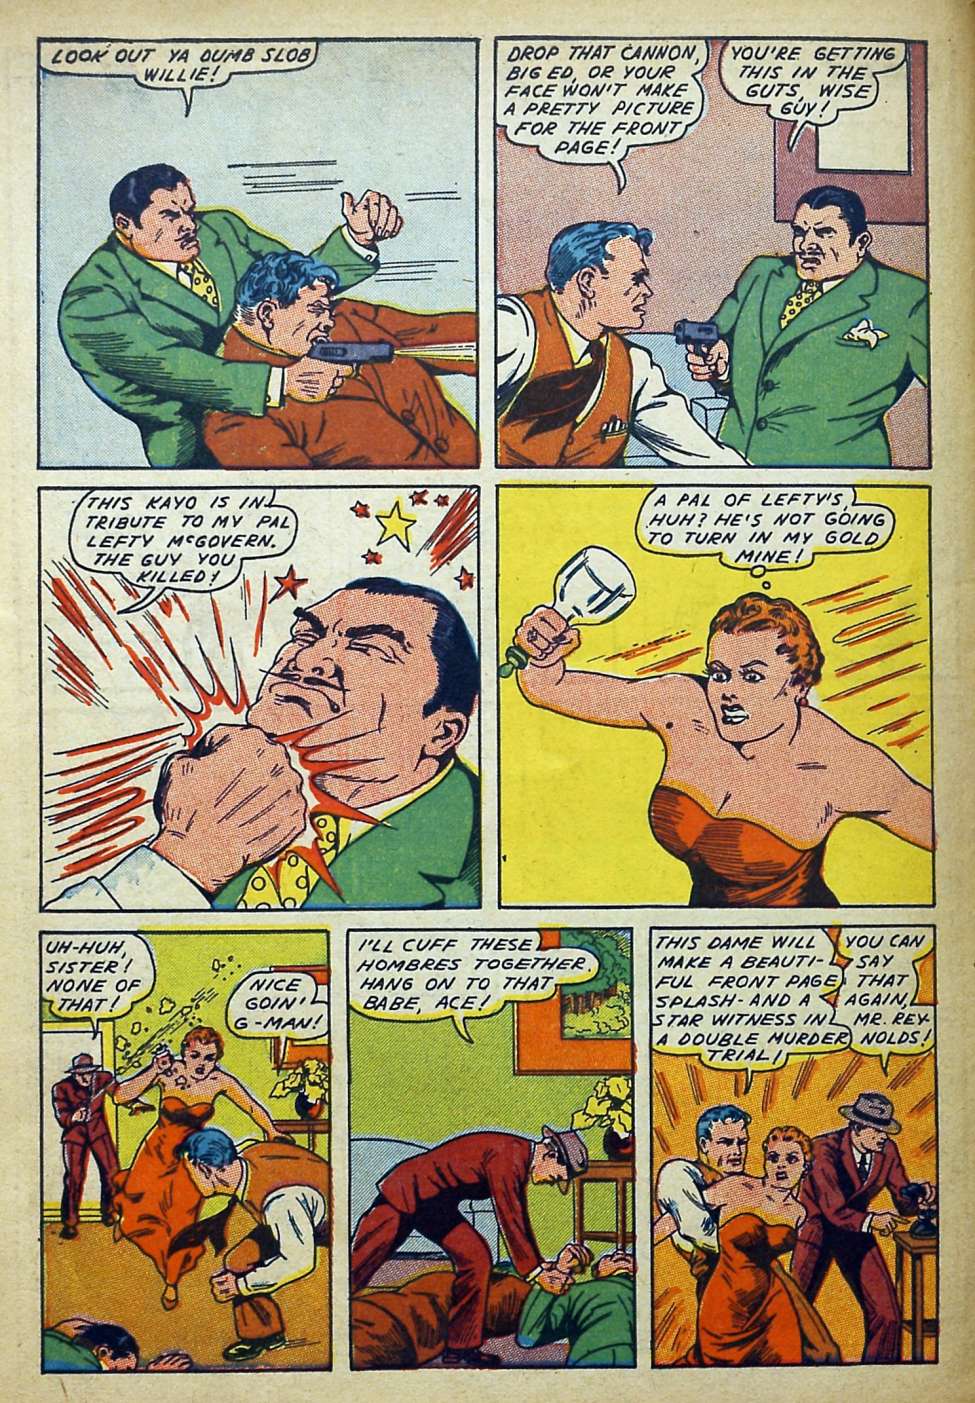 LOOK OUT YA DUMB SLOB
WILLIE!
DROP THAT CANNON,
BIG ED, OR YOUR
FACE WON'T MAKE
A PRETTY PICTURE
FOR THE FRONT
PAGE!
YOU'RE GETTING
THIS IN THE
GUTS, WISE
GUY!
THIS KAYO IS IN
TRIBUTE TO MY PAL
LEFTY McGOVERN.
THE GUY YOU
KILLED!
A PAL OF LEFTY'S,
HUH? HE'S NOT GOING
TO TURN IN MY GOLD
MINE!
UH-HUH,
SISTER!
NONE OF
THAT!
NICE
GOIN'
G-MAN!
I'LL CUFF THESE
HOMBRES TOGETHER.
HANG ON TO THAT
BABE, ACE!
THIS DAME WILL
MAKE A BEAUTI-
FUL FRONT PAGE
SPLASH-AND A
STAR WITNESS IN
A DOUBLE MURDER
TRIAL!
YOU CAN
SAY
THAT
AGAIN,
MR. REY-
NOLDS!